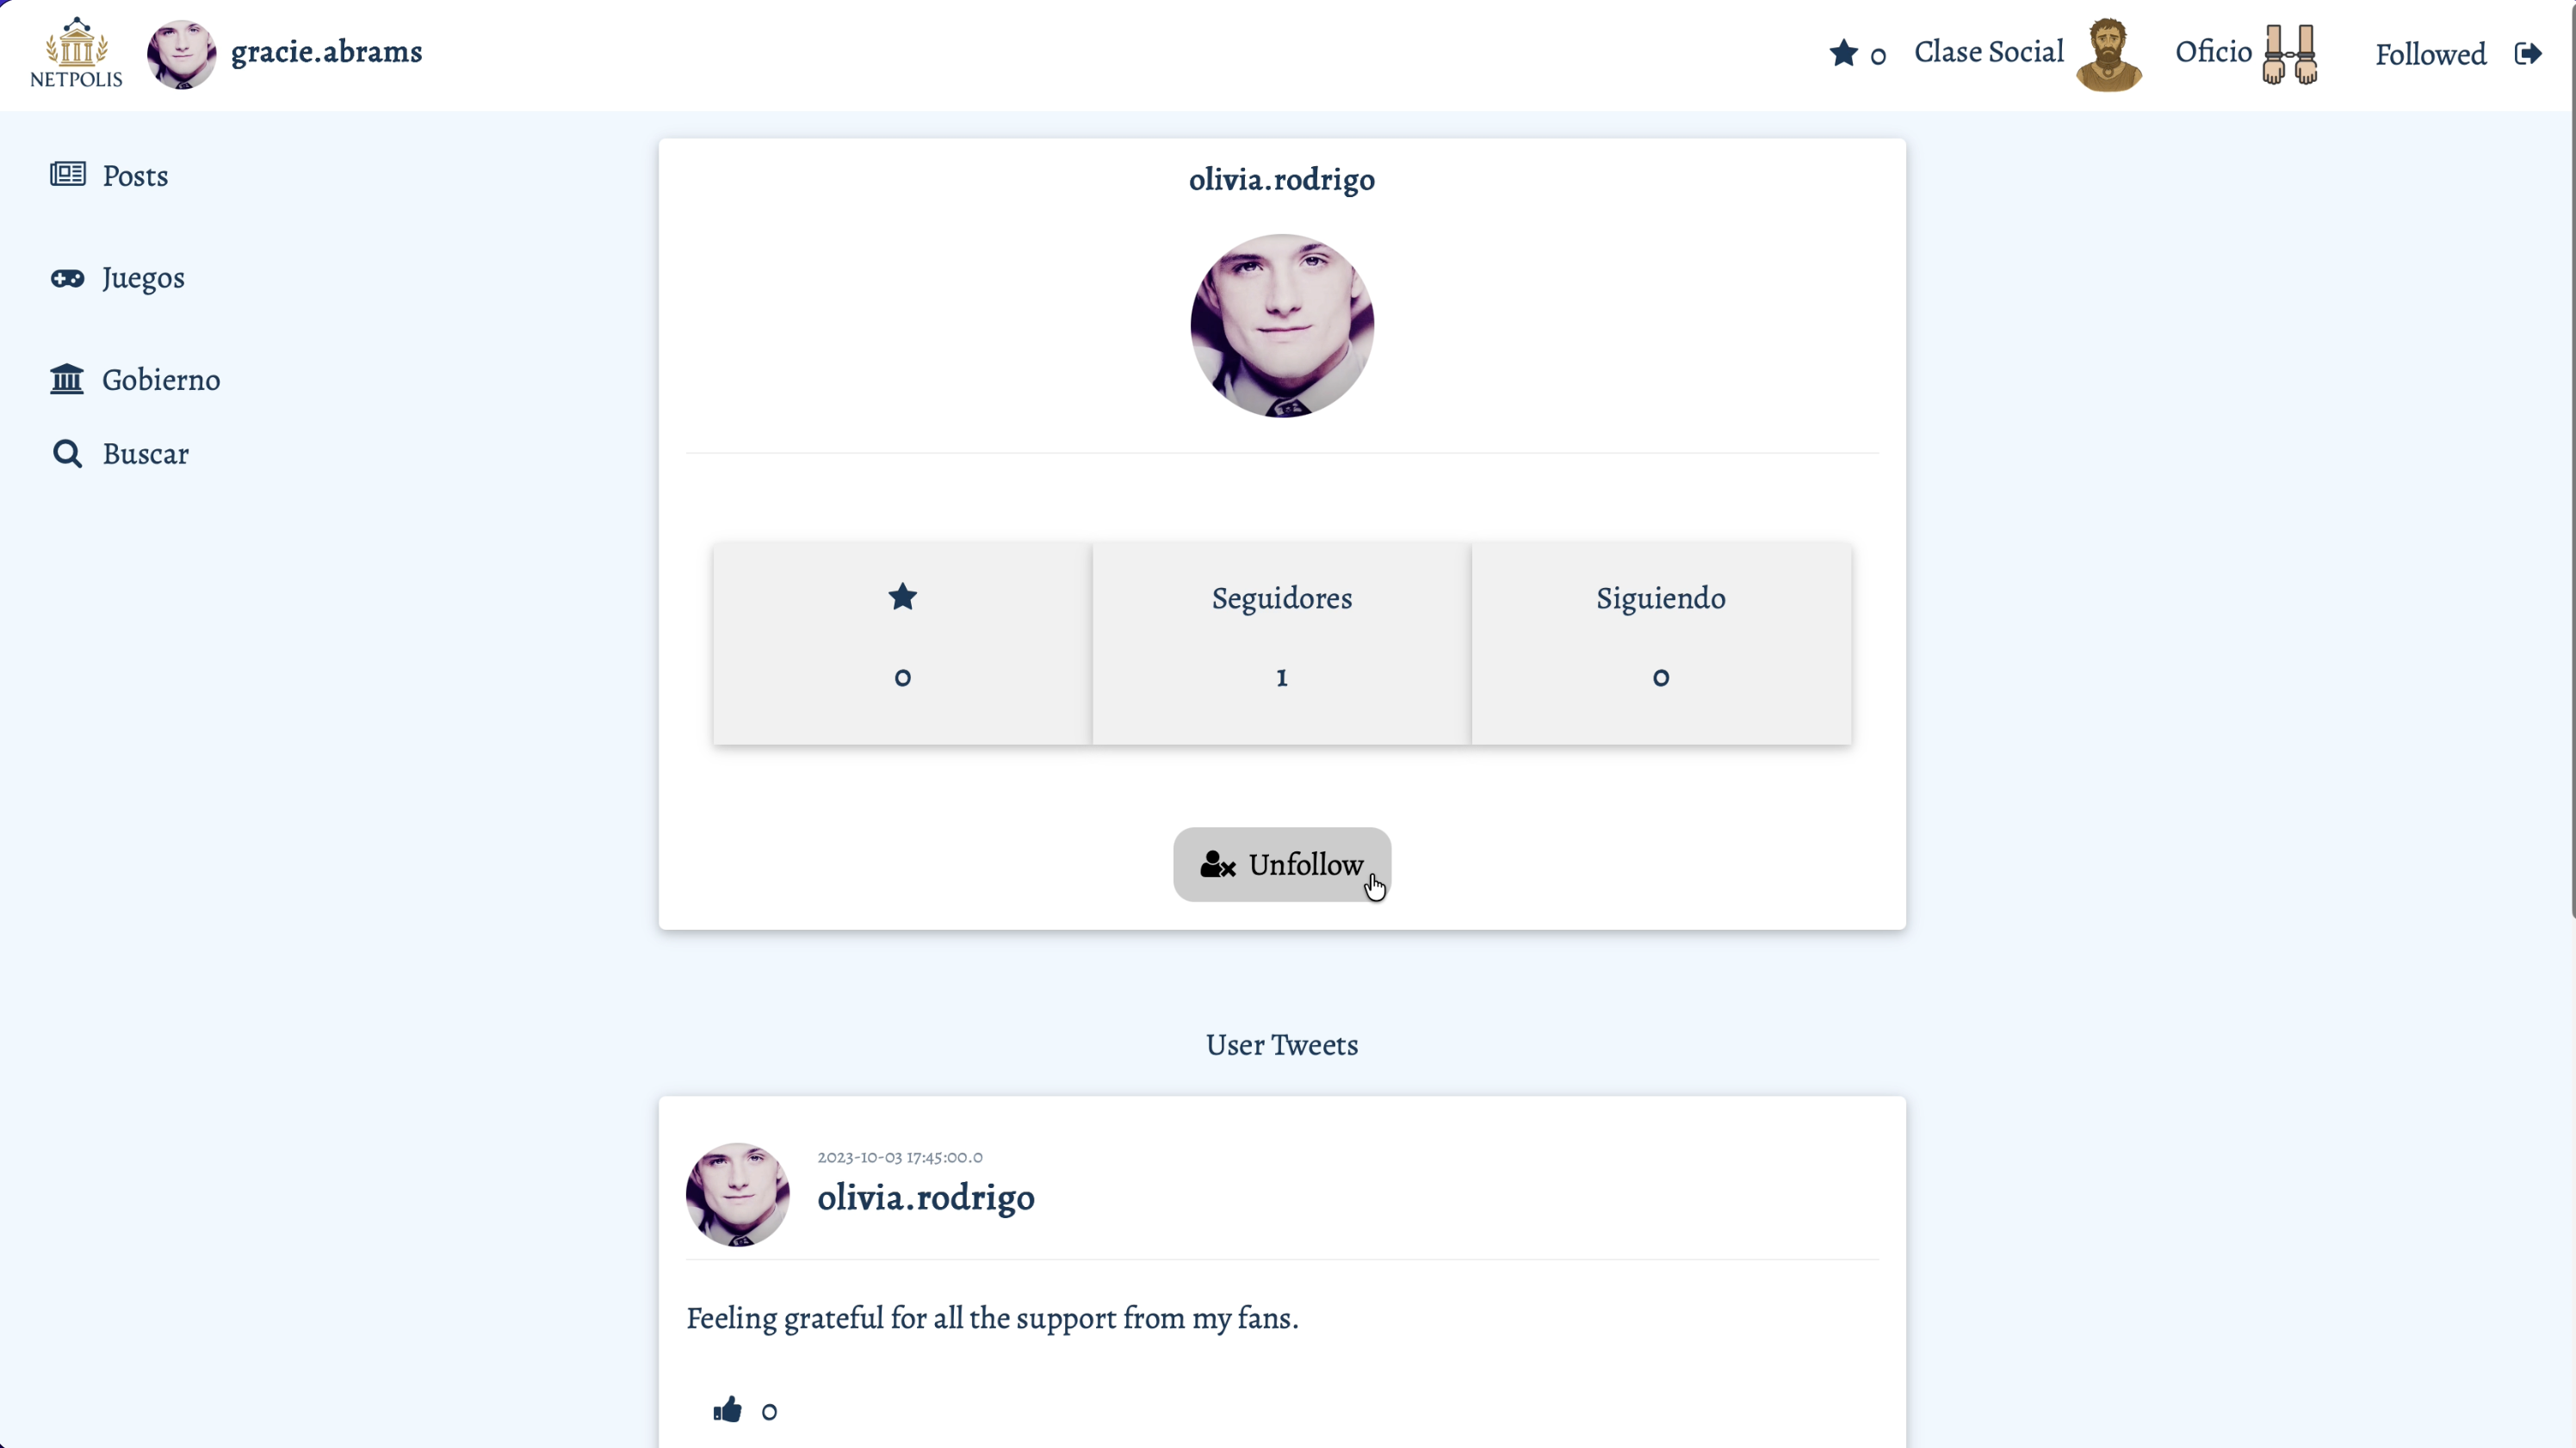 NETPOLIS
gracie.abrams
0
Clase Social
Oficio
Followed
Posts
Juegos
Gobierno
Buscar
olivia.rodrigo
Seguidores
Siguiendo
0
1
0
Unfollow
User Tweets
2023-10-03 17:45:00.0
olivia.rodrigo
Feeling grateful for all the support from my fans.
0